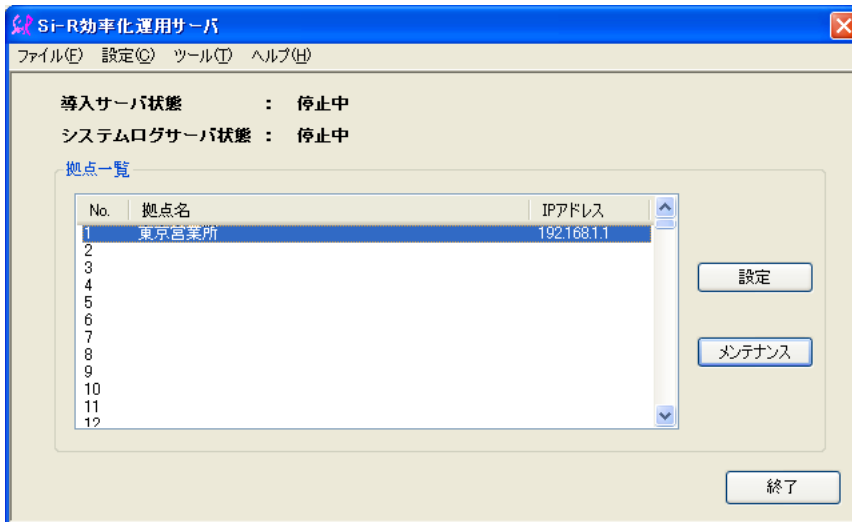 Si-R効率化運用サーバ
ファイル(F) 設定(C) ツール(T) ヘルプ(H)
導入サーバ状態 : 停止中
システムログサーバ状態 : 停止中
拠点一覧
No. 拠点名 IPアドレス
1 東京営業所 192.168.1.1
2
3
4
5
6
7
8
9
10
11
12
設定
メンテナンス
終了